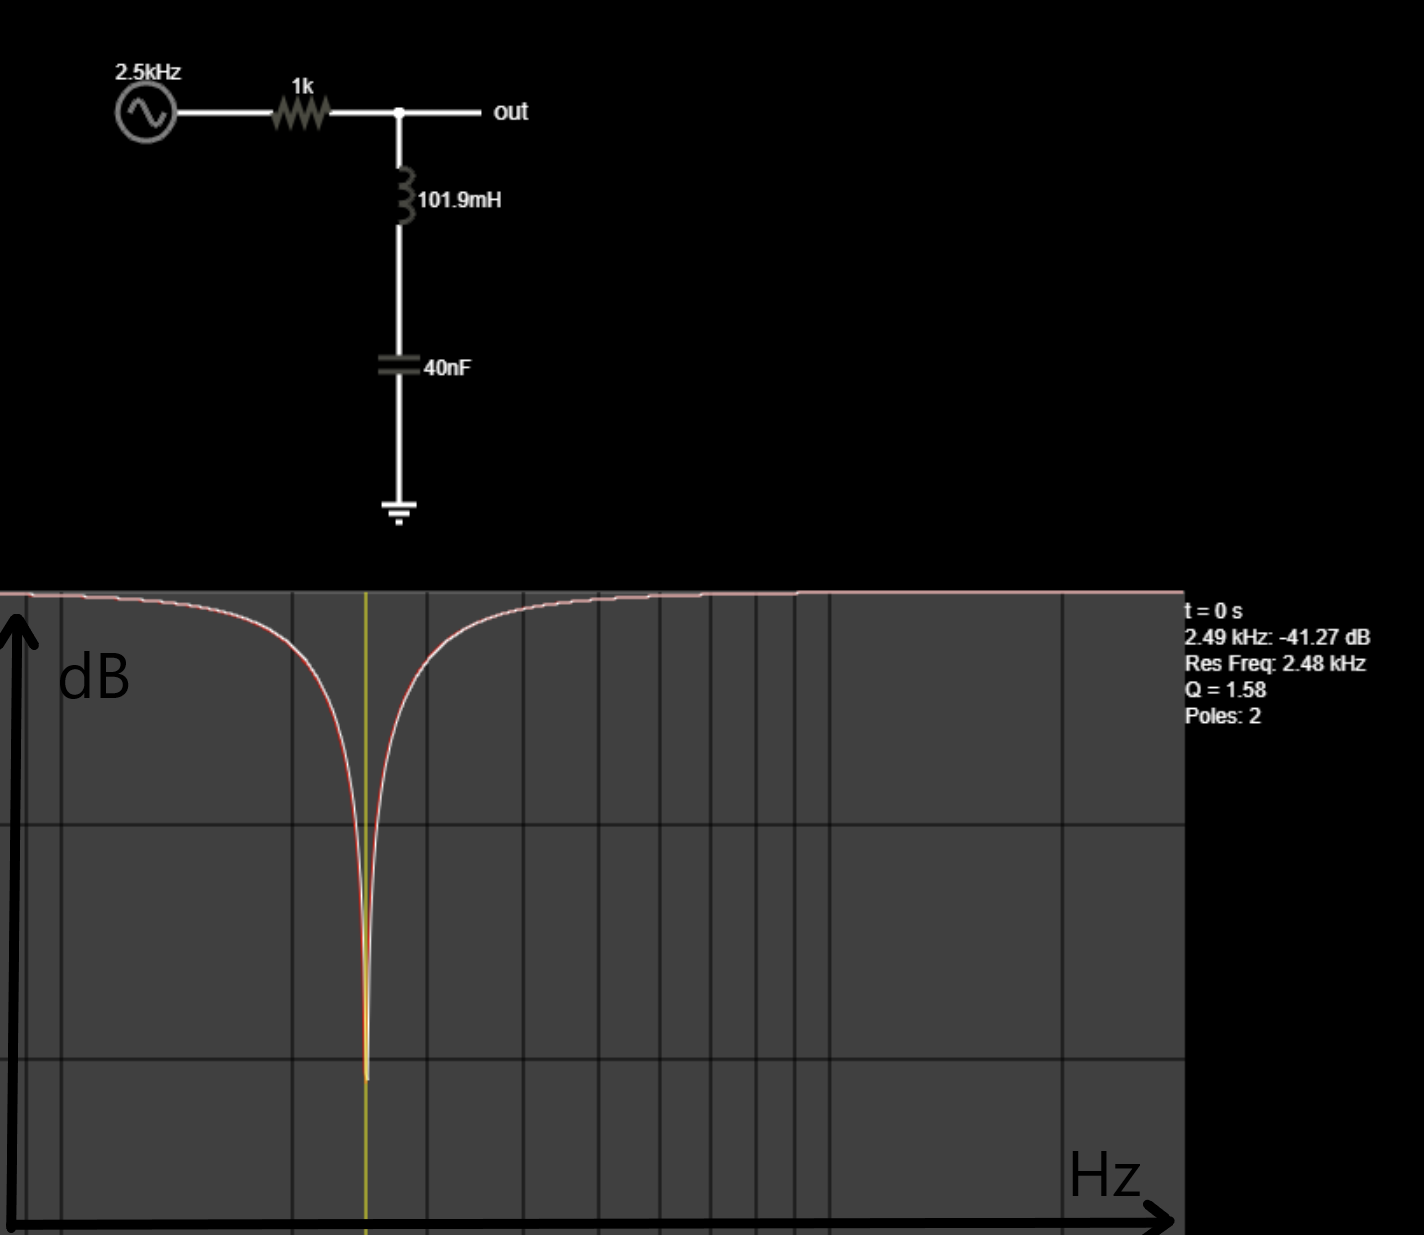 2.5kHz
1k
out
101.9mH
40nF
t = 0 s
2.49 kHz: -41.27 dB
Res Freq: 2.48 kHz
Q = 1.58
Poles: 2
dB
Hz